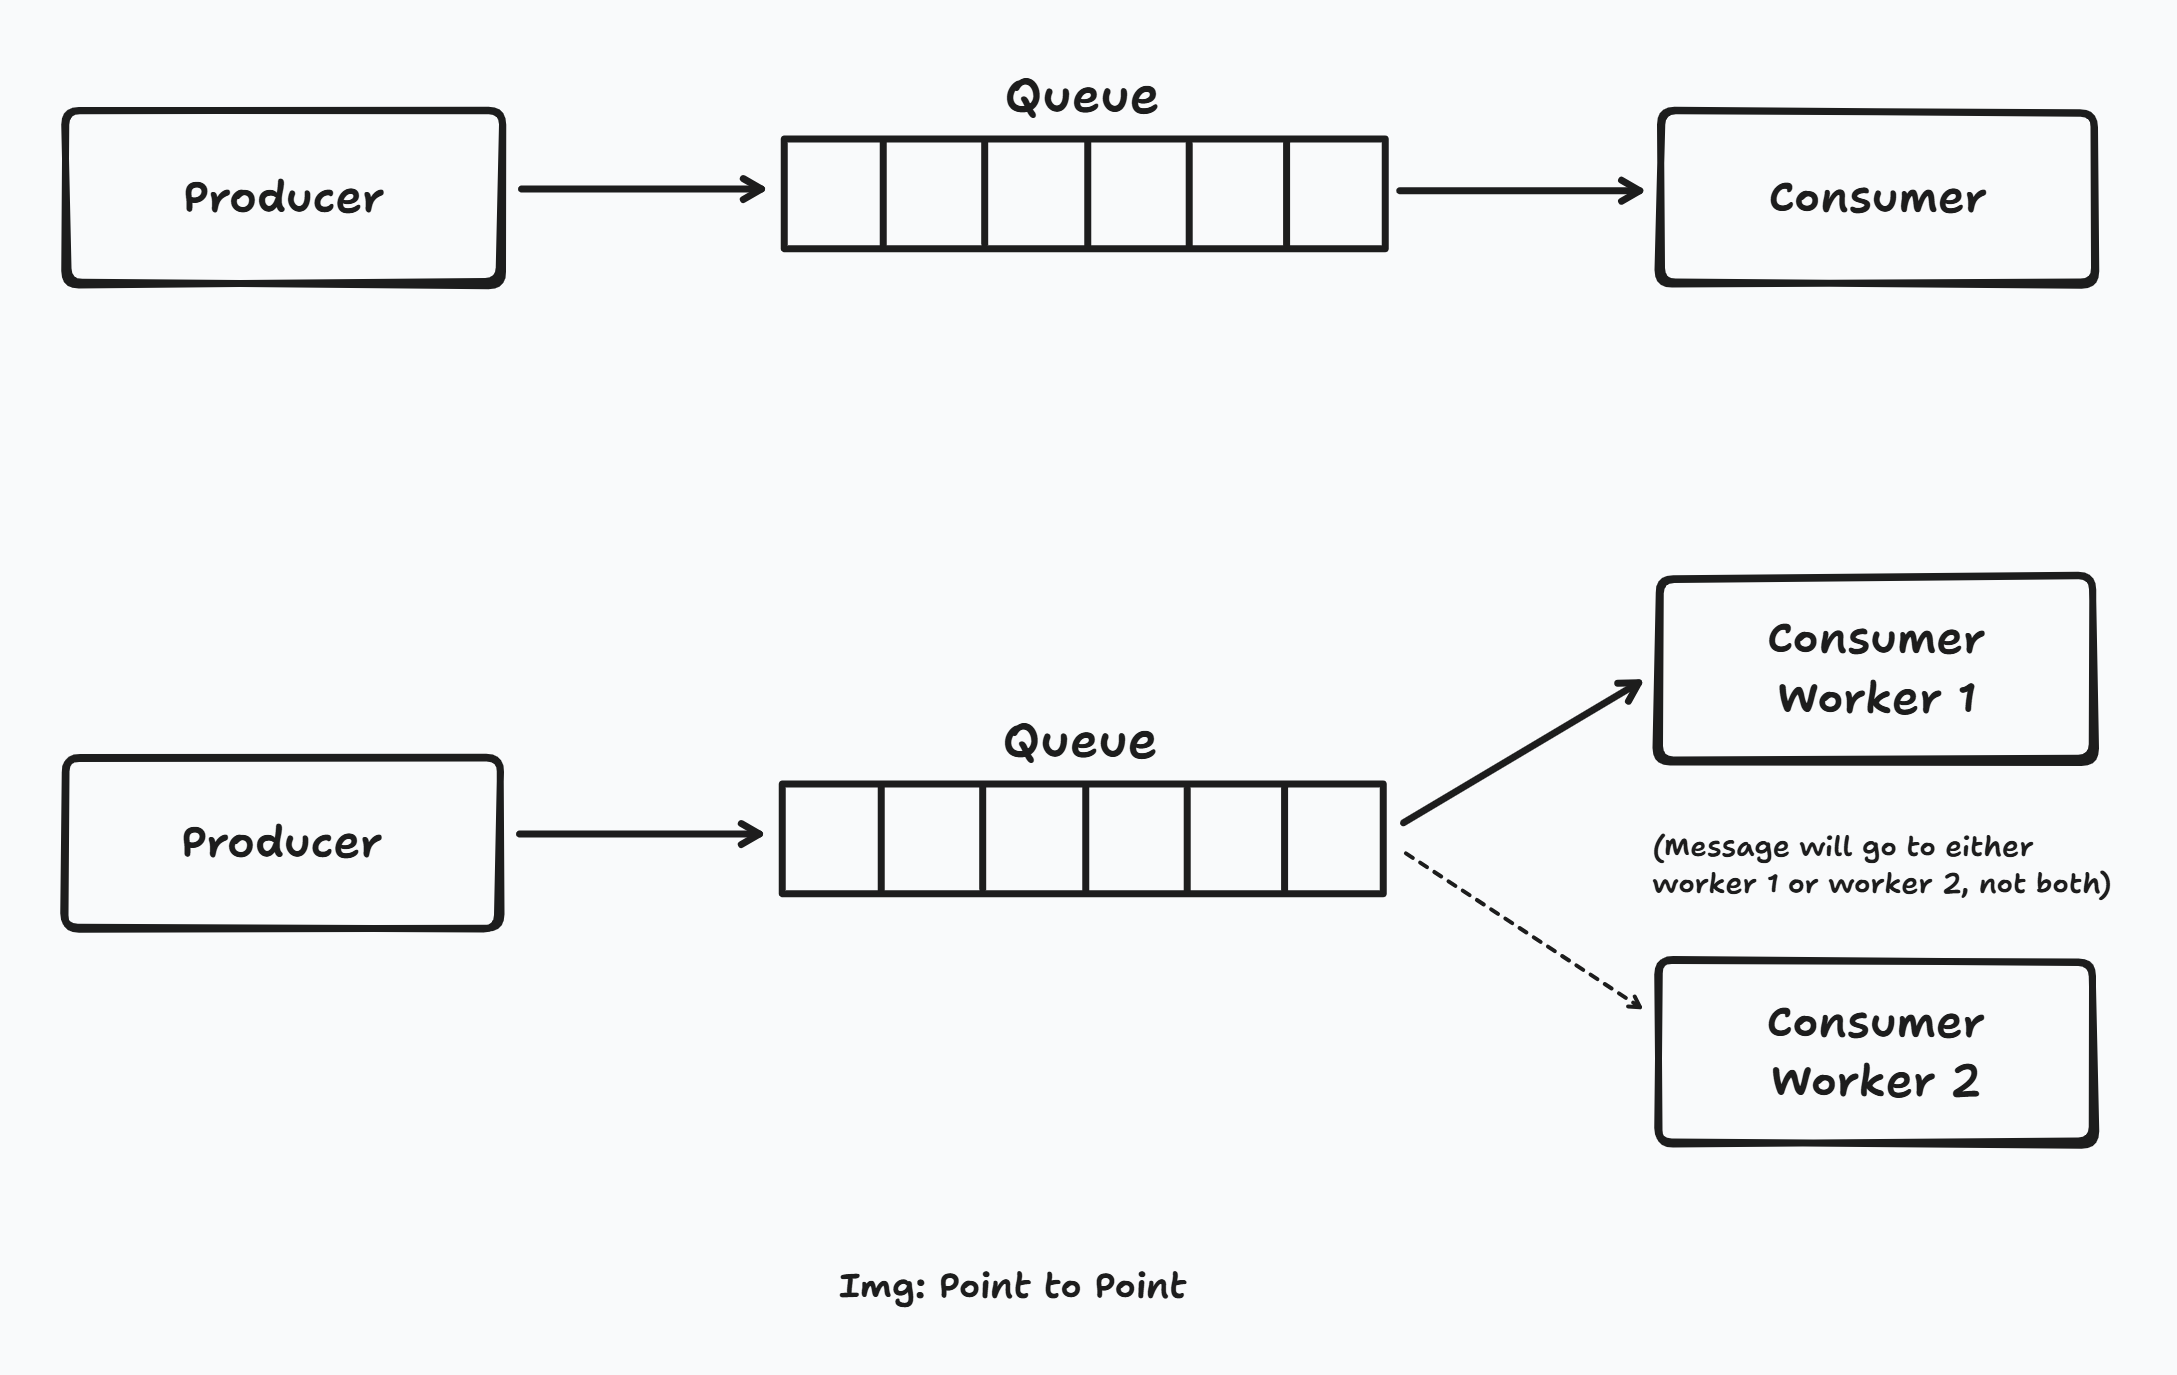 Queue
Producer
Consumer
Consumer
Worker 1
Queue
Producer
(Message will go to either
worker 1 or worker 2, not both)
Consumer
Worker 2
Img: Point to Point